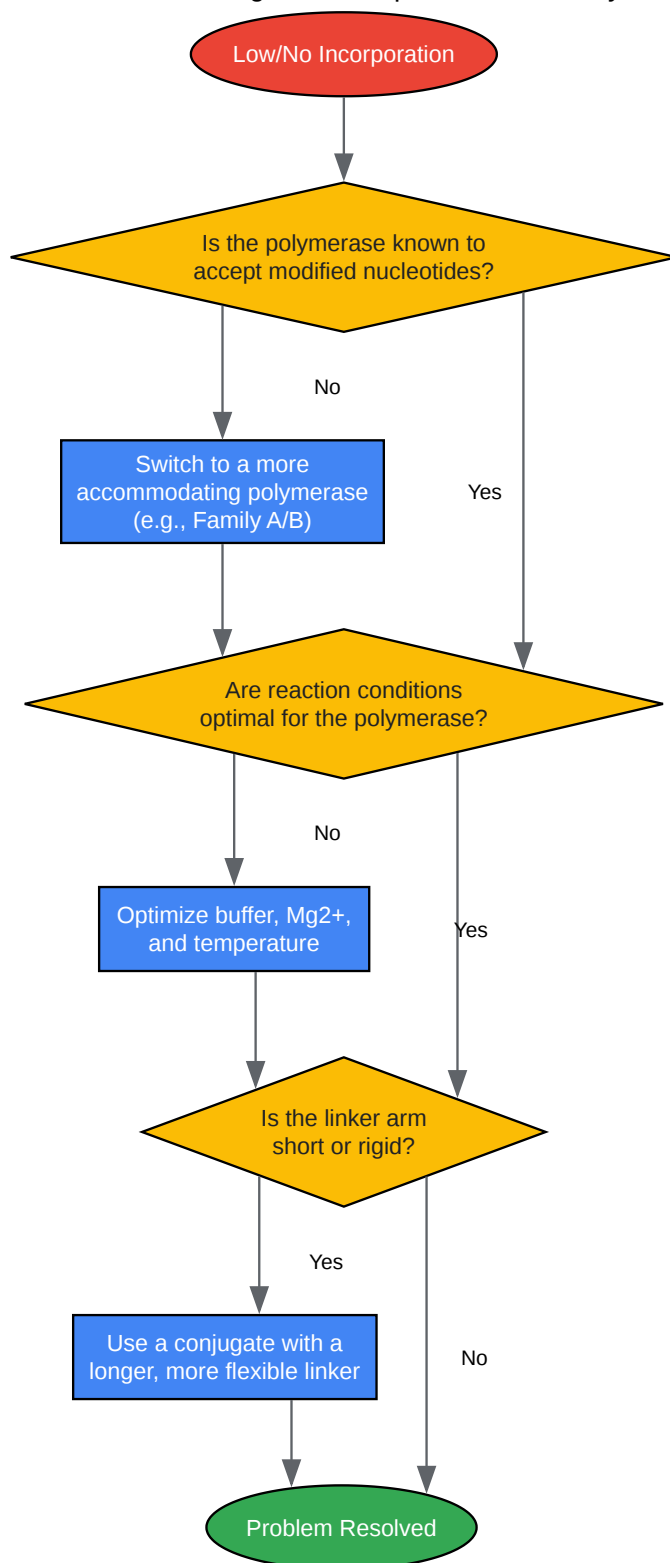 Low/No Incorporation
Is the polymerase known to
accept modified nucleotides?
No
Switch to a more
accommodating polymerase
(e.g., Family A/B)
Yes
Are reaction conditions
optimal for the polymerase?
No
Optimize buffer, Mg2+,
and temperature
Yes
Is the linker arm
short or rigid?
Yes
Use a conjugate with a
longer, more flexible linker
No
Problem Resolved